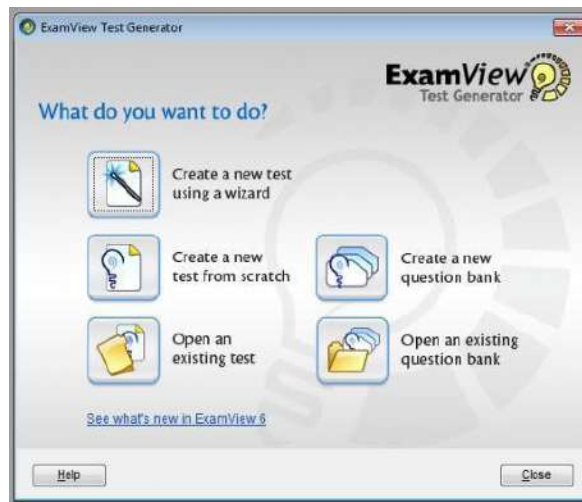 ExamView Test Generator
ExamView
Test Generator
What do you want to do?
Create a new test
using a wizard
Create a new
test from scratch
Create a new
question bank
Open an
existing test
Open an existing
question bank
See what's new in ExamView 6
Help
Close